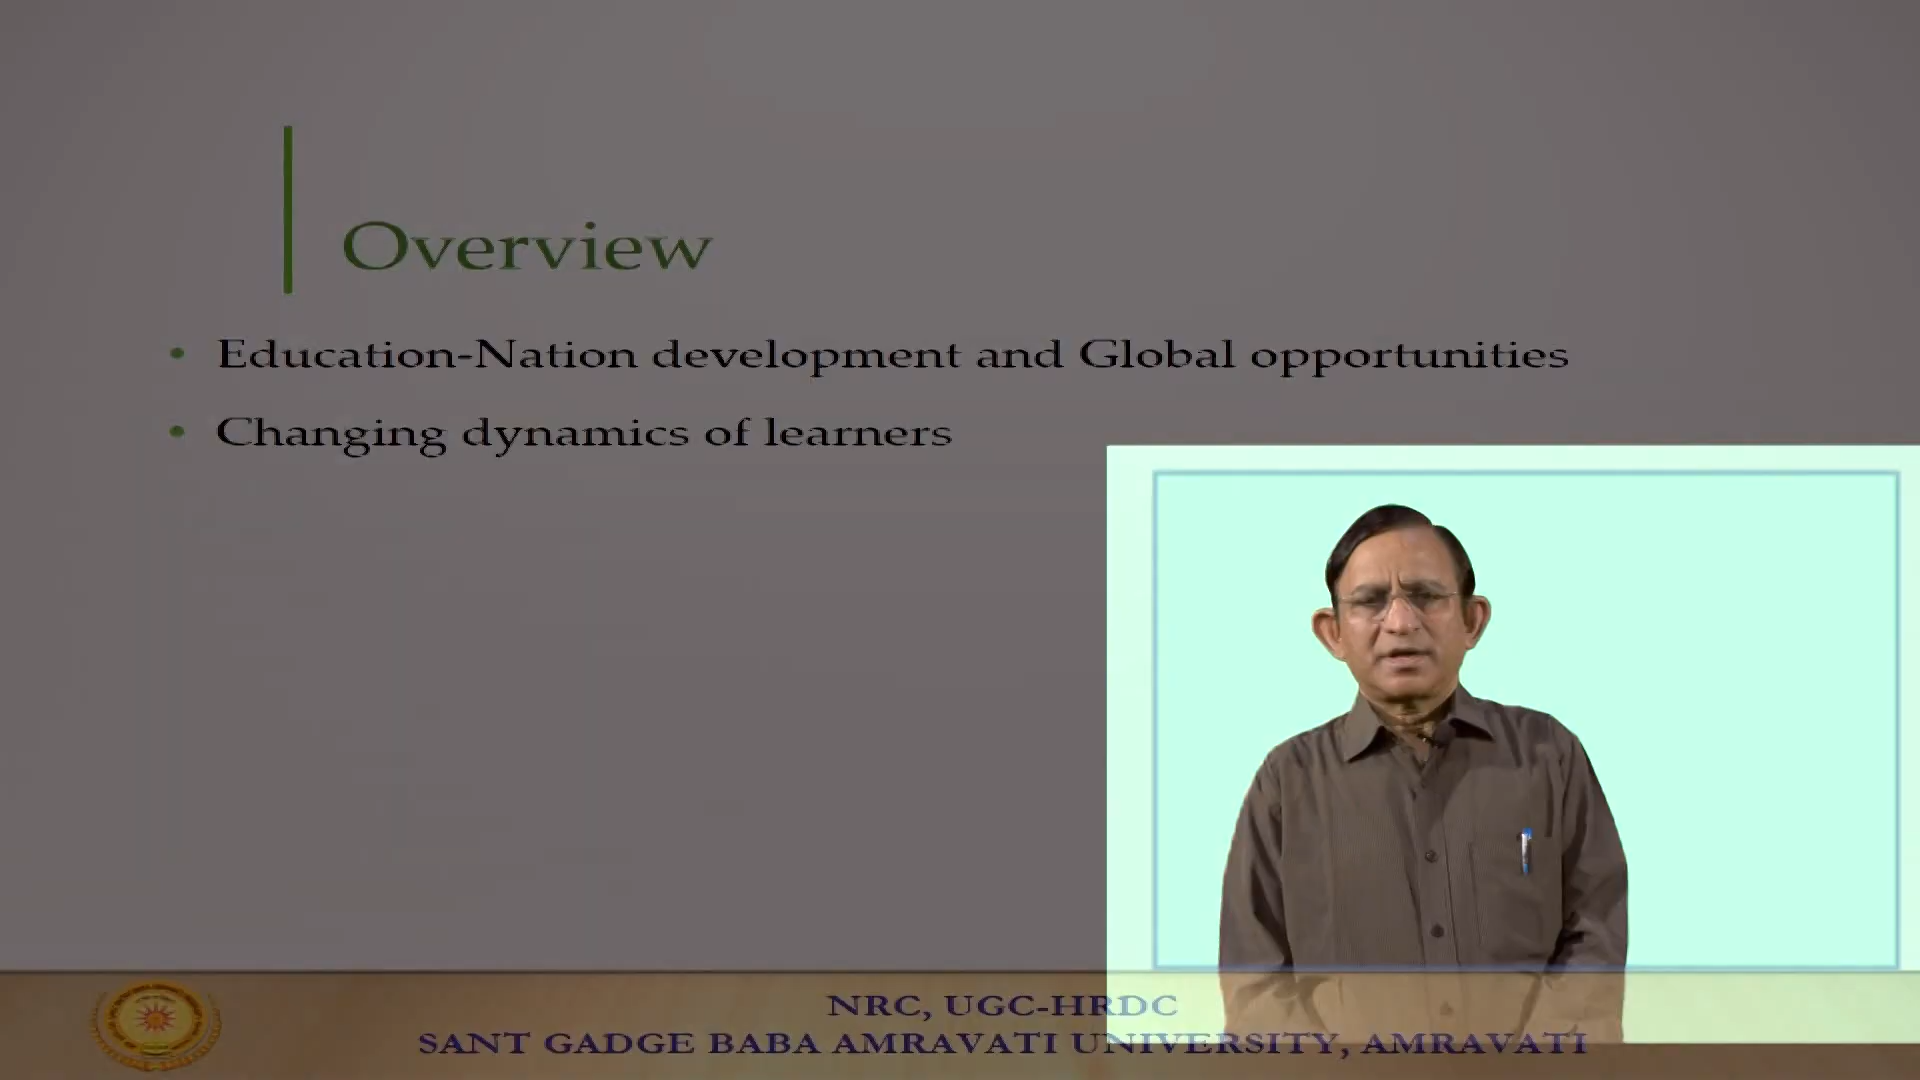 Overview
• Education-Nation development and Global opportunities
• Changing dynamics of learners
NRC, UGC-HRDC
SANT GADGE BABA AMRAVATI UNIVERSITY, AMRAVATI